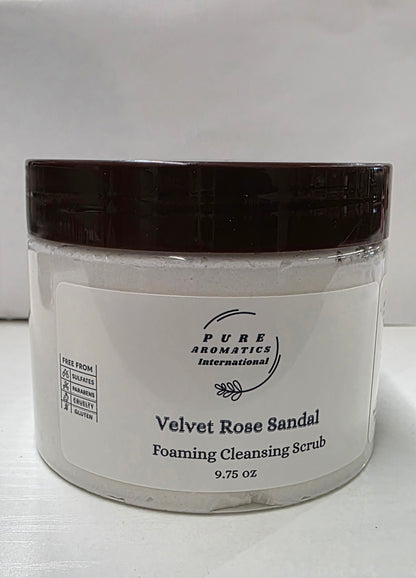 PURE
AROMATICS
International
FREE FROM
SULFATES
PARABENS
CRUELTY
GLUTEN
Velvet Rose Sandal
Foaming Cleansing Scrub
9.75 oz